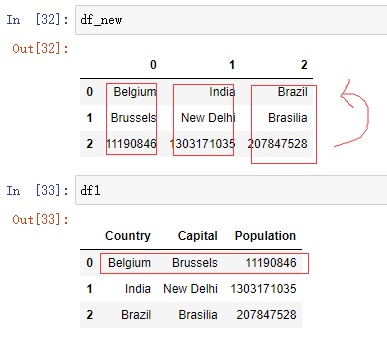 In [32]: df_new
Out[32]:
0 1 2
0 Belgium India Brazil
1 Brussels New Delhi Brasilia
2 11190846 1303171035 207847528
In [33]: df1
Out[33]:
Country Capital Population
0 Belgium Brussels 11190846
1 India New Delhi 1303171035
2 Brazil Brasilia 207847528